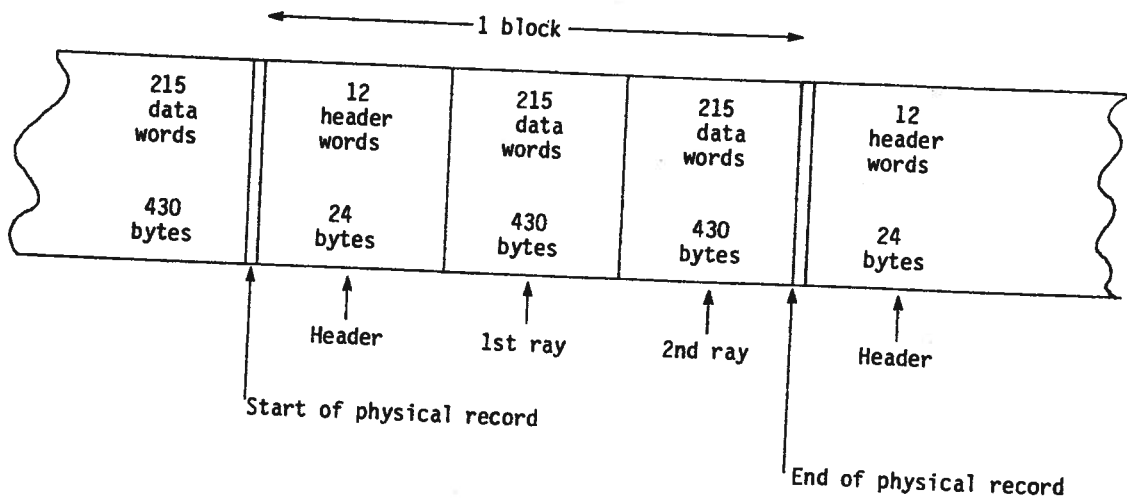 1 block
215
data
words
12
header
words
215
data
words
215
data
words
12
header
words
430
bytes
24
bytes
430
bytes
430
bytes
24
bytes
Header
1st ray
2nd ray
Header
Start of physical record
End of physical record